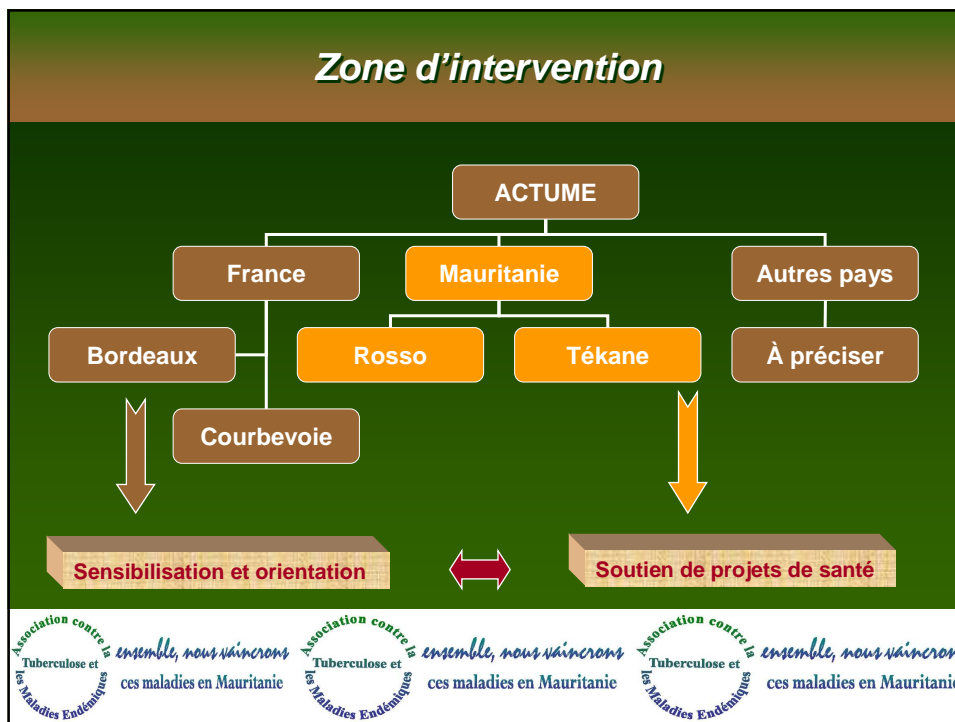 Zone d'intervention
ACTUME
France
Mauritanie
Autres pays
Bordeaux
Rosso
Tékane
À préciser
Courbevoie
Sensibilisation et orientation
Soutien de projets de santé
Association contre la
Tuberculose et
les Maladies Endémiques
ensemble, nous vaincrons
ces maladies en Mauritanie
Association contre la
Tuberculose et
les Maladies Endémiques
ensemble, nous vaincrons
ces maladies en Mauritanie
Association contre la
Tuberculose et
les Maladies Endémiques
ensemble, nous vaincron
ces maladies en Mauritanie